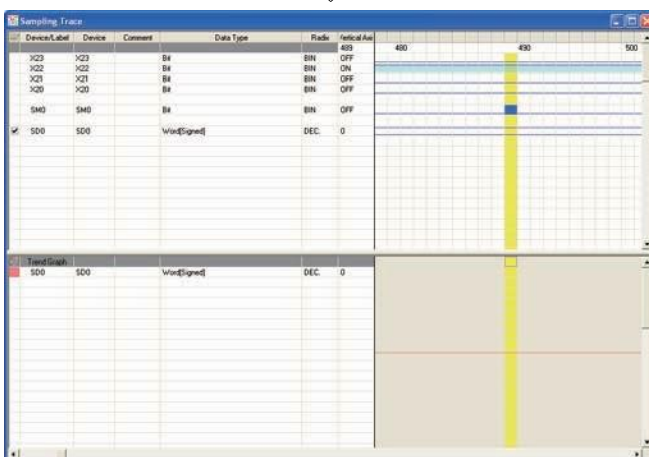 Sampling Trace
Device/Label Device Comment Data Type Radix Vertical Axi
489 480 490 500
X23 X23 Bit BIN OFF
X22 X22 Bit BIN ON
X21 X21 Bit BIN OFF
X20 X20 Bit BIN OFF
SM0 SM0 Bit BIN OFF
SD0 SD0 Word[Signed] DEC. 0
Trend Graph
SD0 SD0 Word[Signed] DEC. 0